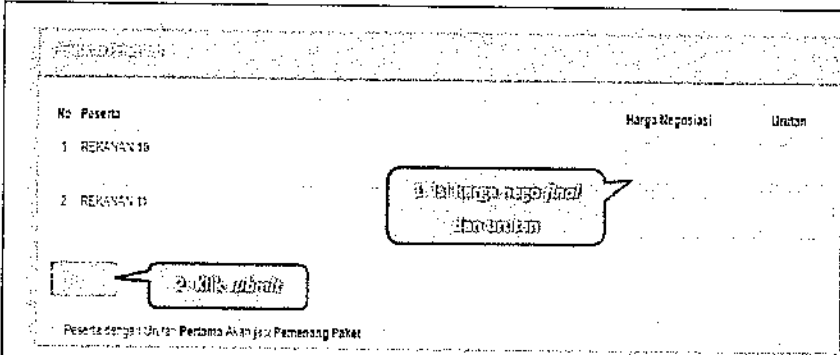 No Peserta Harga Negosiasi Urutan
1 REKANAN 10
2 REKANAN 11
1. Isi harga nego final
dan urutan
2. Klik submit
Peserta dengan Urutan Pertama Akan jadi Pemenang Paket